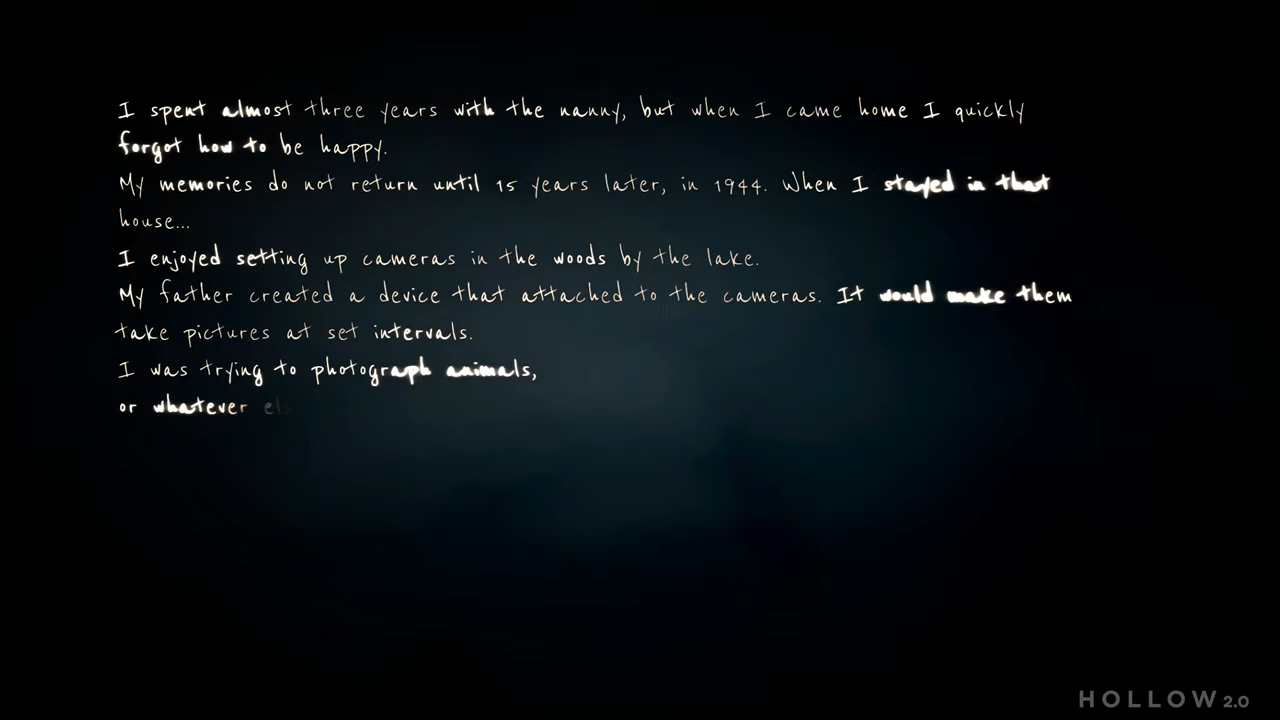 I spent almost three years with the nanny, but when I came home I quickly
forgot how to be happy.
My memories do not return until 15 years later, in 1944. When I stayed in that
house...
I enjoyed setting up cameras in the woods by the lake.
My father created a device that attached to the cameras. It would make them
take pictures at set intervals.
I was trying to photograph animals,
or whatever el
HOLLOW 2.0